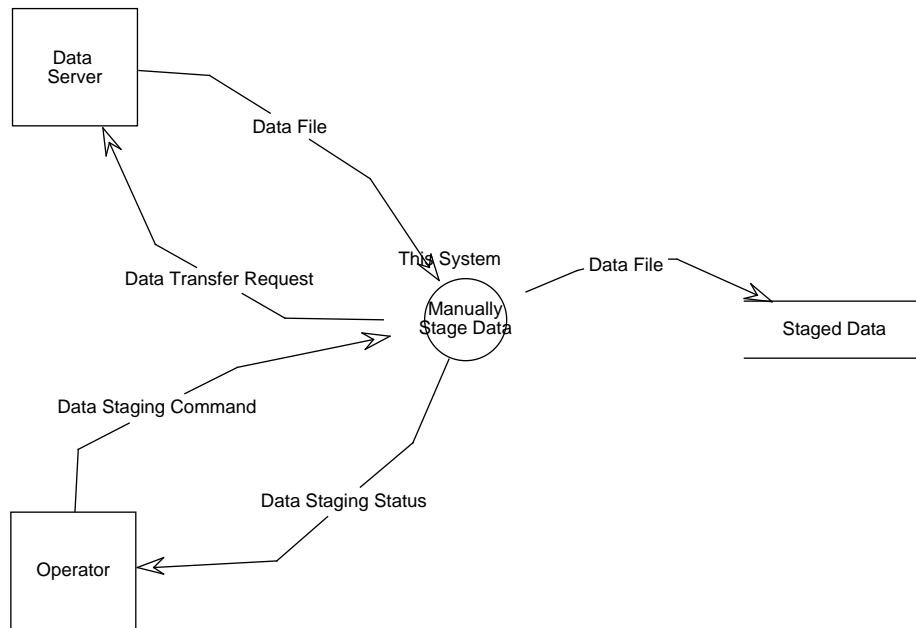 Data
Server
Data File
This System
Data File
Data Transfer Request
Manually
Stage Data
Staged Data
Data Staging Command
Data Staging Status
Operator